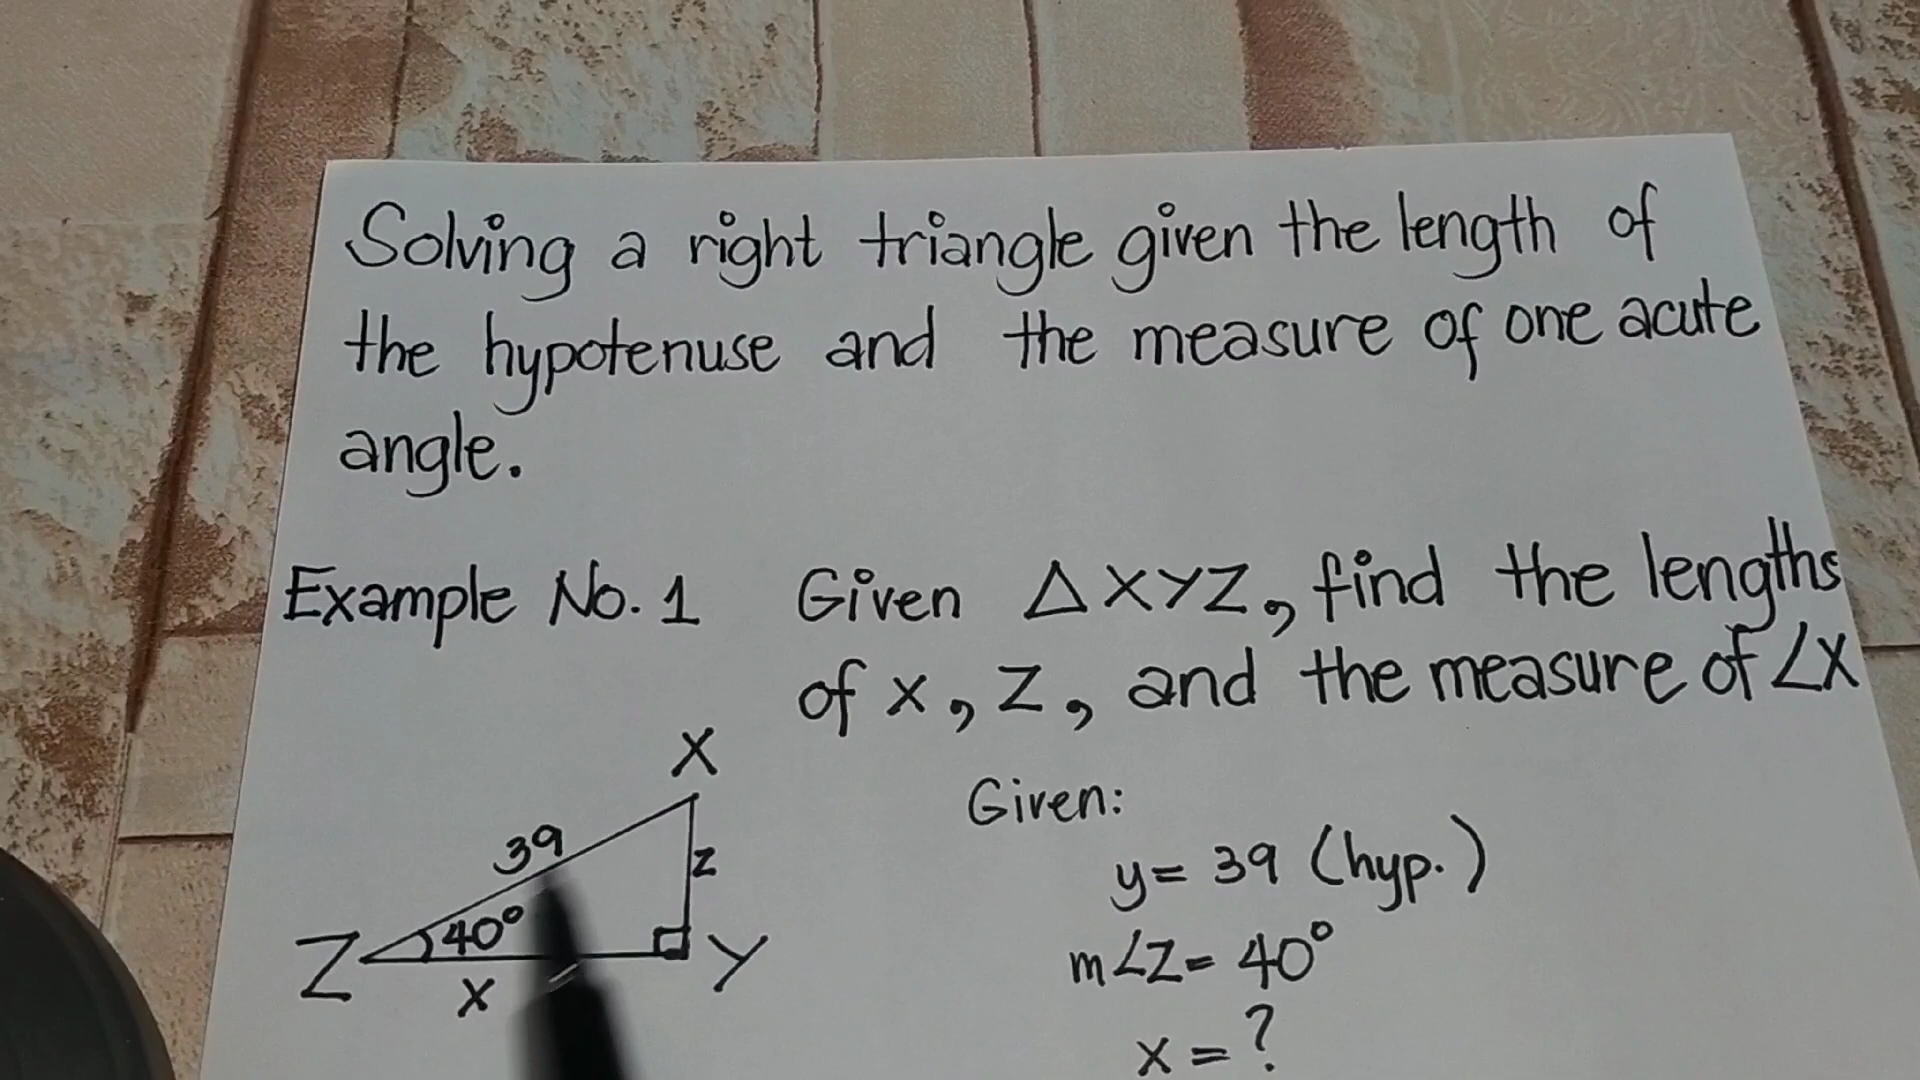 Solving a right triangle given the length of
the hypotenuse and the measure of one acute
angle.
Example No. 1 Given △XYZ, find the lengths
of x, z, and the measure of ∠X
X
39
z
40°
Z
Y
x
Given:
y = 39 (hyp.)
m∠Z = 40°
x = ?